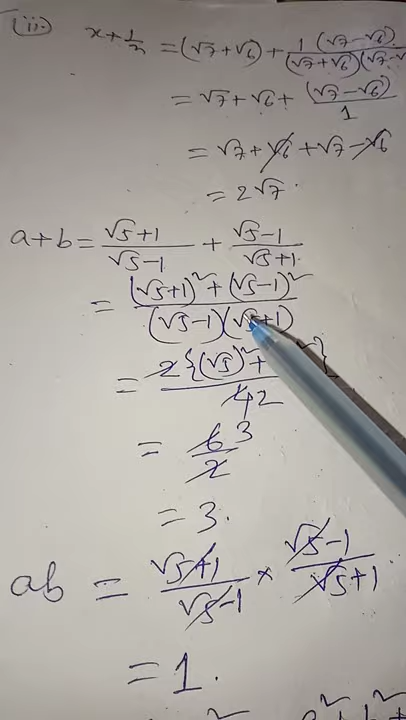 (ii) x + 1/x = (√7+√6) + 1(√7-√6)/(√7+√6)(√7-√
= √7 + √6 + (√7-√6)/1
= √7 + √6 + √7 - √6
= 2√7.
a+b = √5+1/√5-1 + √5-1/√5+1
= (√5+1)² + (√5-1)²/(√5-1)(√5+1)
= 2{(√5)² + ²}/4 2
= 6 3/2
= 3.
ab = √5+1/√5-1 × √5-1/√5+1
= 1.